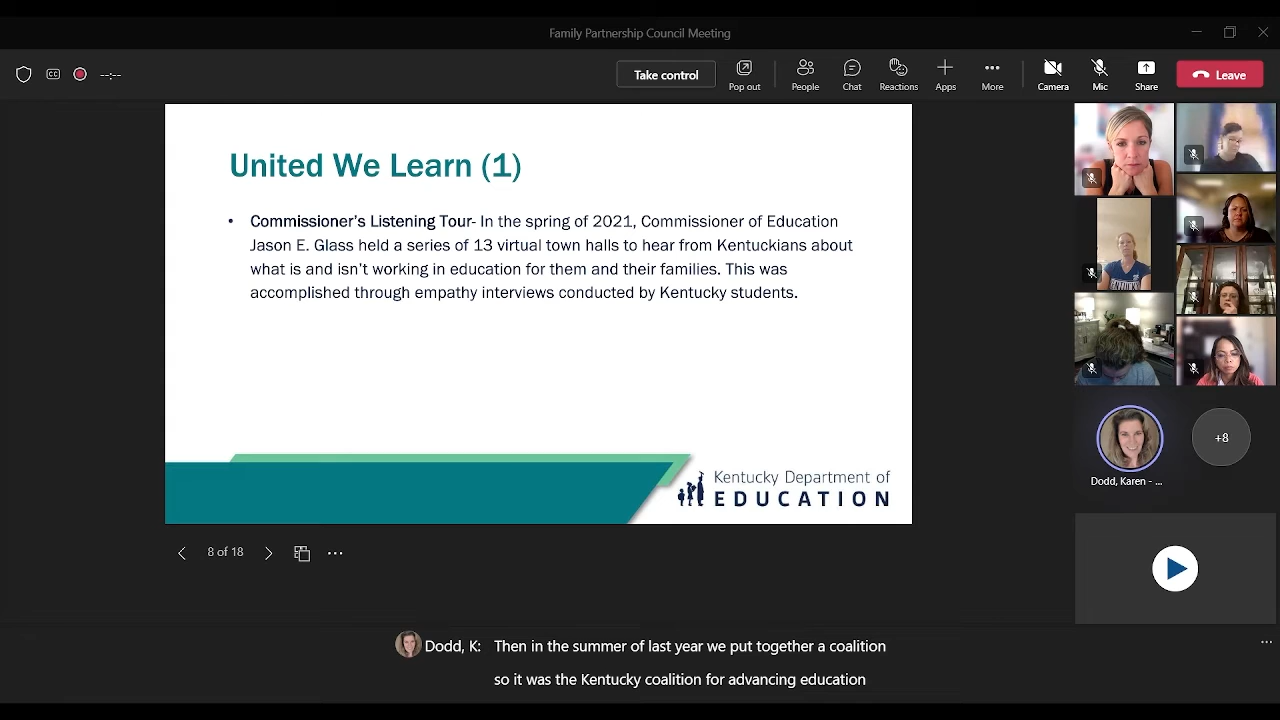 Family Partnership Council Meeting
CC
--:--
Take control
Pop out
People
Chat
Reactions
Apps
More
Camera
Mic
Share
Leave
United We Learn (1)
• Commissioner's Listening Tour- In the spring of 2021, Commissioner of Education
Jason E. Glass held a series of 13 virtual town halls to hear from Kentuckians about
what is and isn't working in education for them and their families. This was
accomplished through empathy interviews conducted by Kentucky students.
Kentucky Department of
EDUCATION
+8
Dodd, Karen - ...
8 of 18
Dodd, K: Then in the summer of last year we put together a coalition
so it was the Kentucky coalition for advancing education